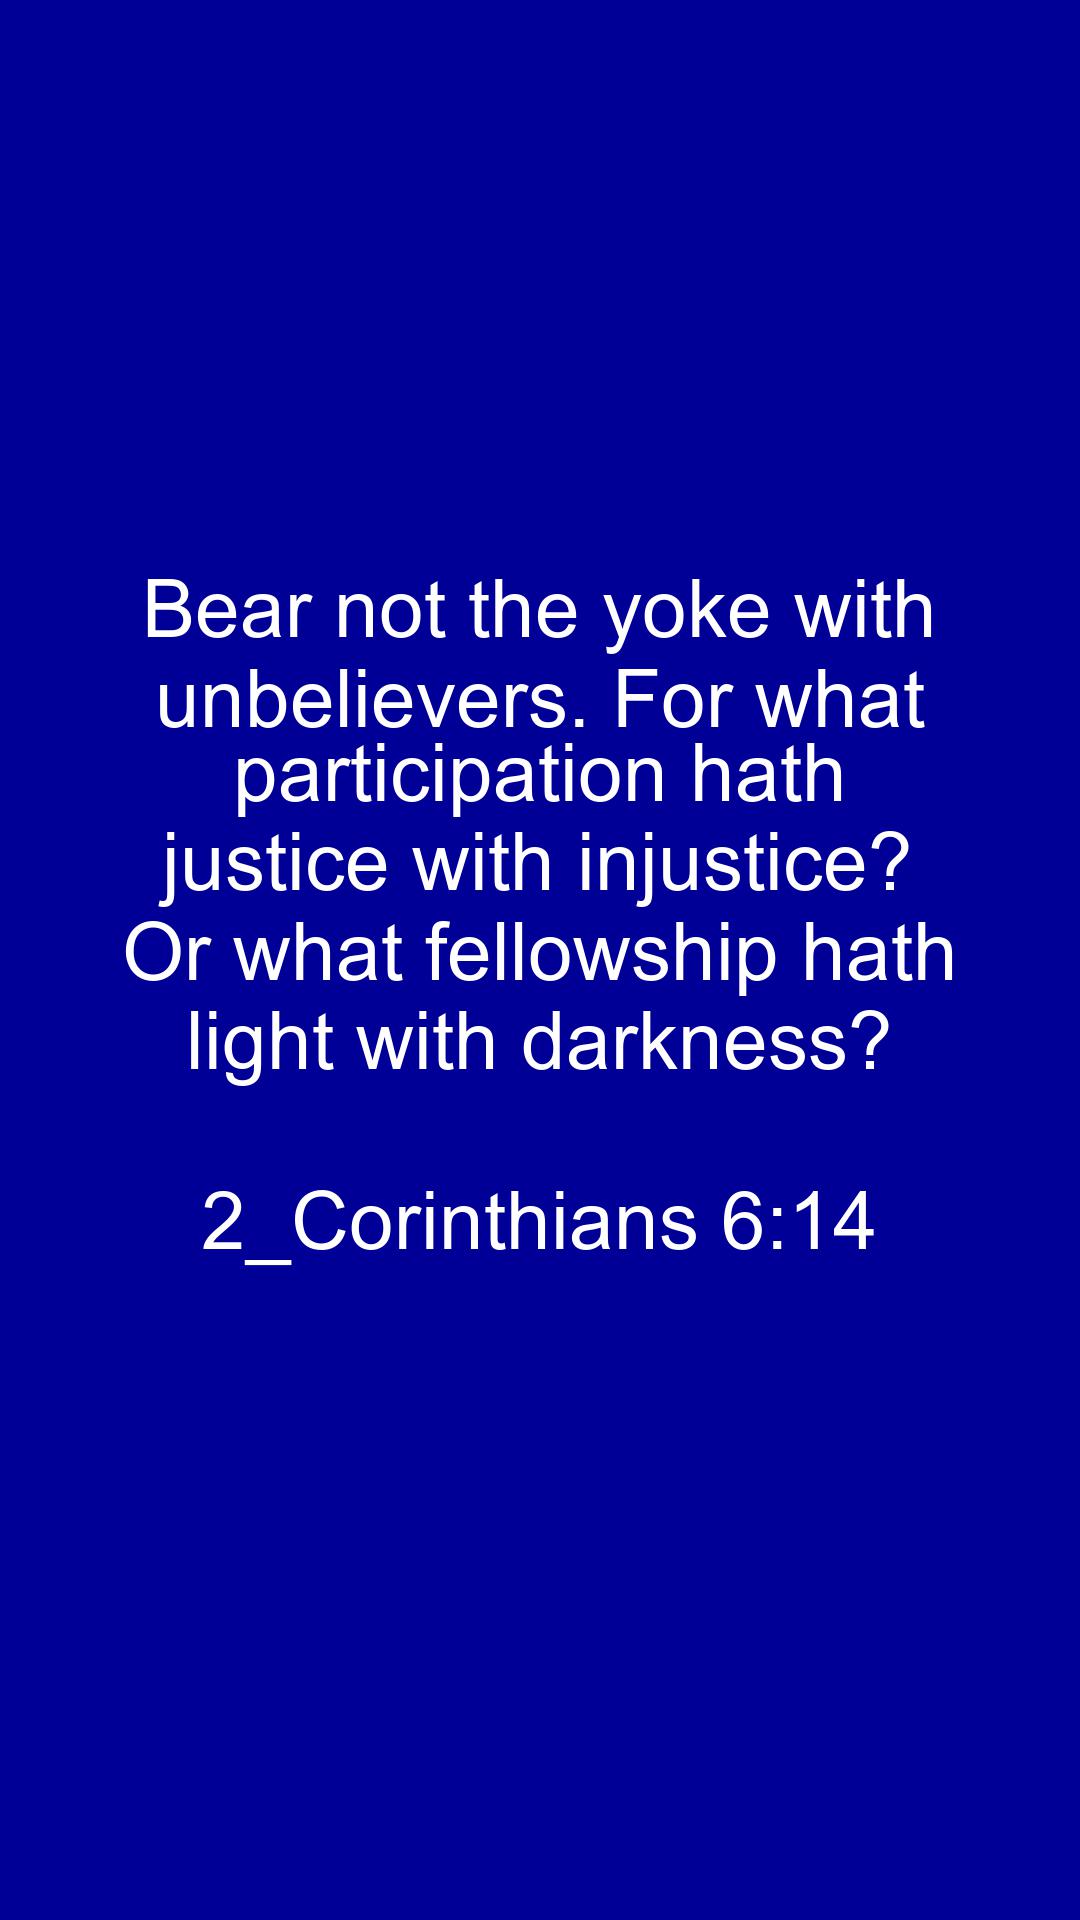 Bear not the yoke with
unbelievers. For what
participation hath
justice with injustice?
Or what fellowship hath
light with darkness?
2_Corinthians 6:14